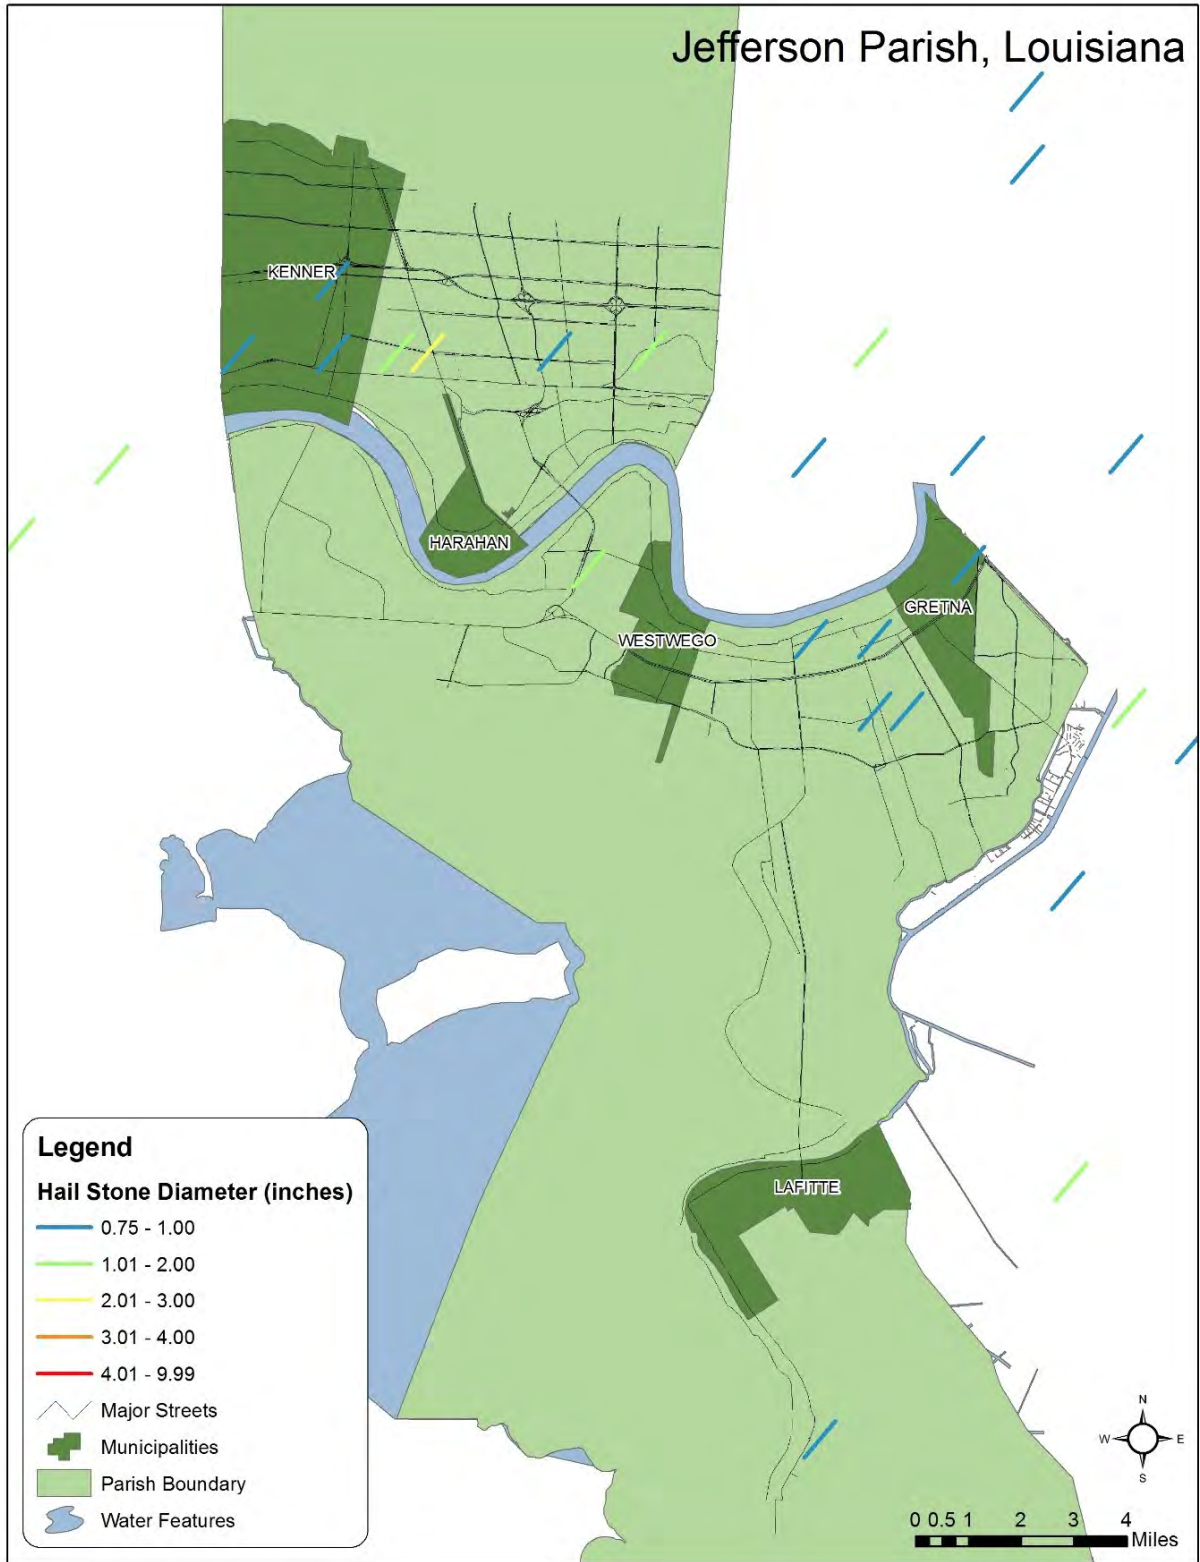 Jefferson Parish, Louisiana
KENNER
HARAHAN
GRETNA
WESTWEGO
LAFITTE
Legend
Hail Stone Diameter (inches)
0.75 - 1.00
1.01 - 2.00
2.01 - 3.00
3.01 - 4.00
4.01 - 9.99
Major Streets
Municipalities
Parish Boundary
Water Features
N
W E
S
0 0.5 1 2 3 4
Miles